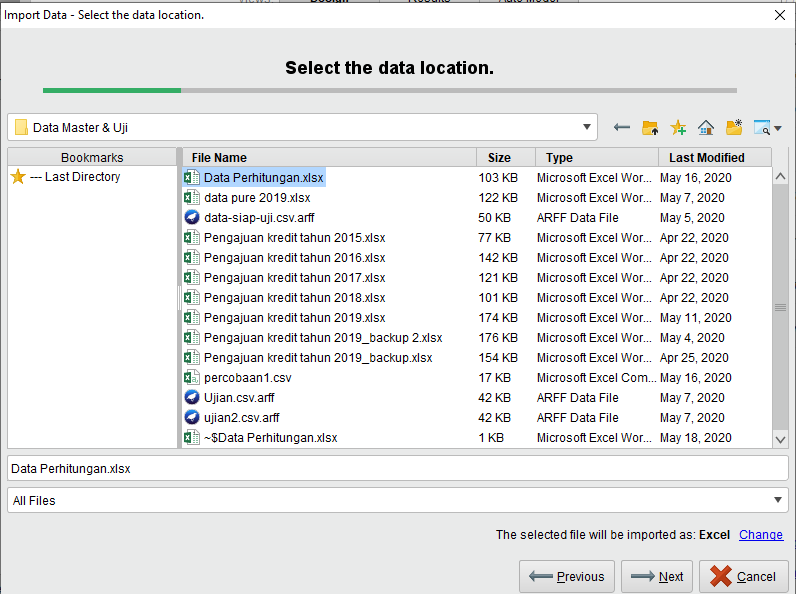 Views: Design Results Auto Model
Import Data - Select the data location.
Select the data location.
Data Master & Uji
Bookmarks
--- Last Directory
File Name Size Type Last Modified
Data Perhitungan.xlsx 103 KB Microsoft Excel Wor... May 16, 2020
data pure 2019.xlsx 122 KB Microsoft Excel Wor... May 7, 2020
data-siap-uji.csv.arff 50 KB ARFF Data File May 5, 2020
Pengajuan kredit tahun 2015.xlsx 77 KB Microsoft Excel Wor... Apr 22, 2020
Pengajuan kredit tahun 2016.xlsx 142 KB Microsoft Excel Wor... Apr 22, 2020
Pengajuan kredit tahun 2017.xlsx 121 KB Microsoft Excel Wor... Apr 22, 2020
Pengajuan kredit tahun 2018.xlsx 101 KB Microsoft Excel Wor... Apr 22, 2020
Pengajuan kredit tahun 2019.xlsx 174 KB Microsoft Excel Wor... May 11, 2020
Pengajuan kredit tahun 2019_backup 2.xlsx 176 KB Microsoft Excel Wor... May 4, 2020
Pengajuan kredit tahun 2019_backup.xlsx 154 KB Microsoft Excel Wor... Apr 25, 2020
percobaan1.csv 17 KB Microsoft Excel Com... May 16, 2020
Ujian.csv.arff 42 KB ARFF Data File May 7, 2020
ujian2.csv.arff 42 KB ARFF Data File May 7, 2020
~$Data Perhitungan.xlsx 1 KB Microsoft Excel Wor... May 18, 2020
Data Perhitungan.xlsx
All Files
The selected file will be imported as: Excel Change
Previous Next Cancel